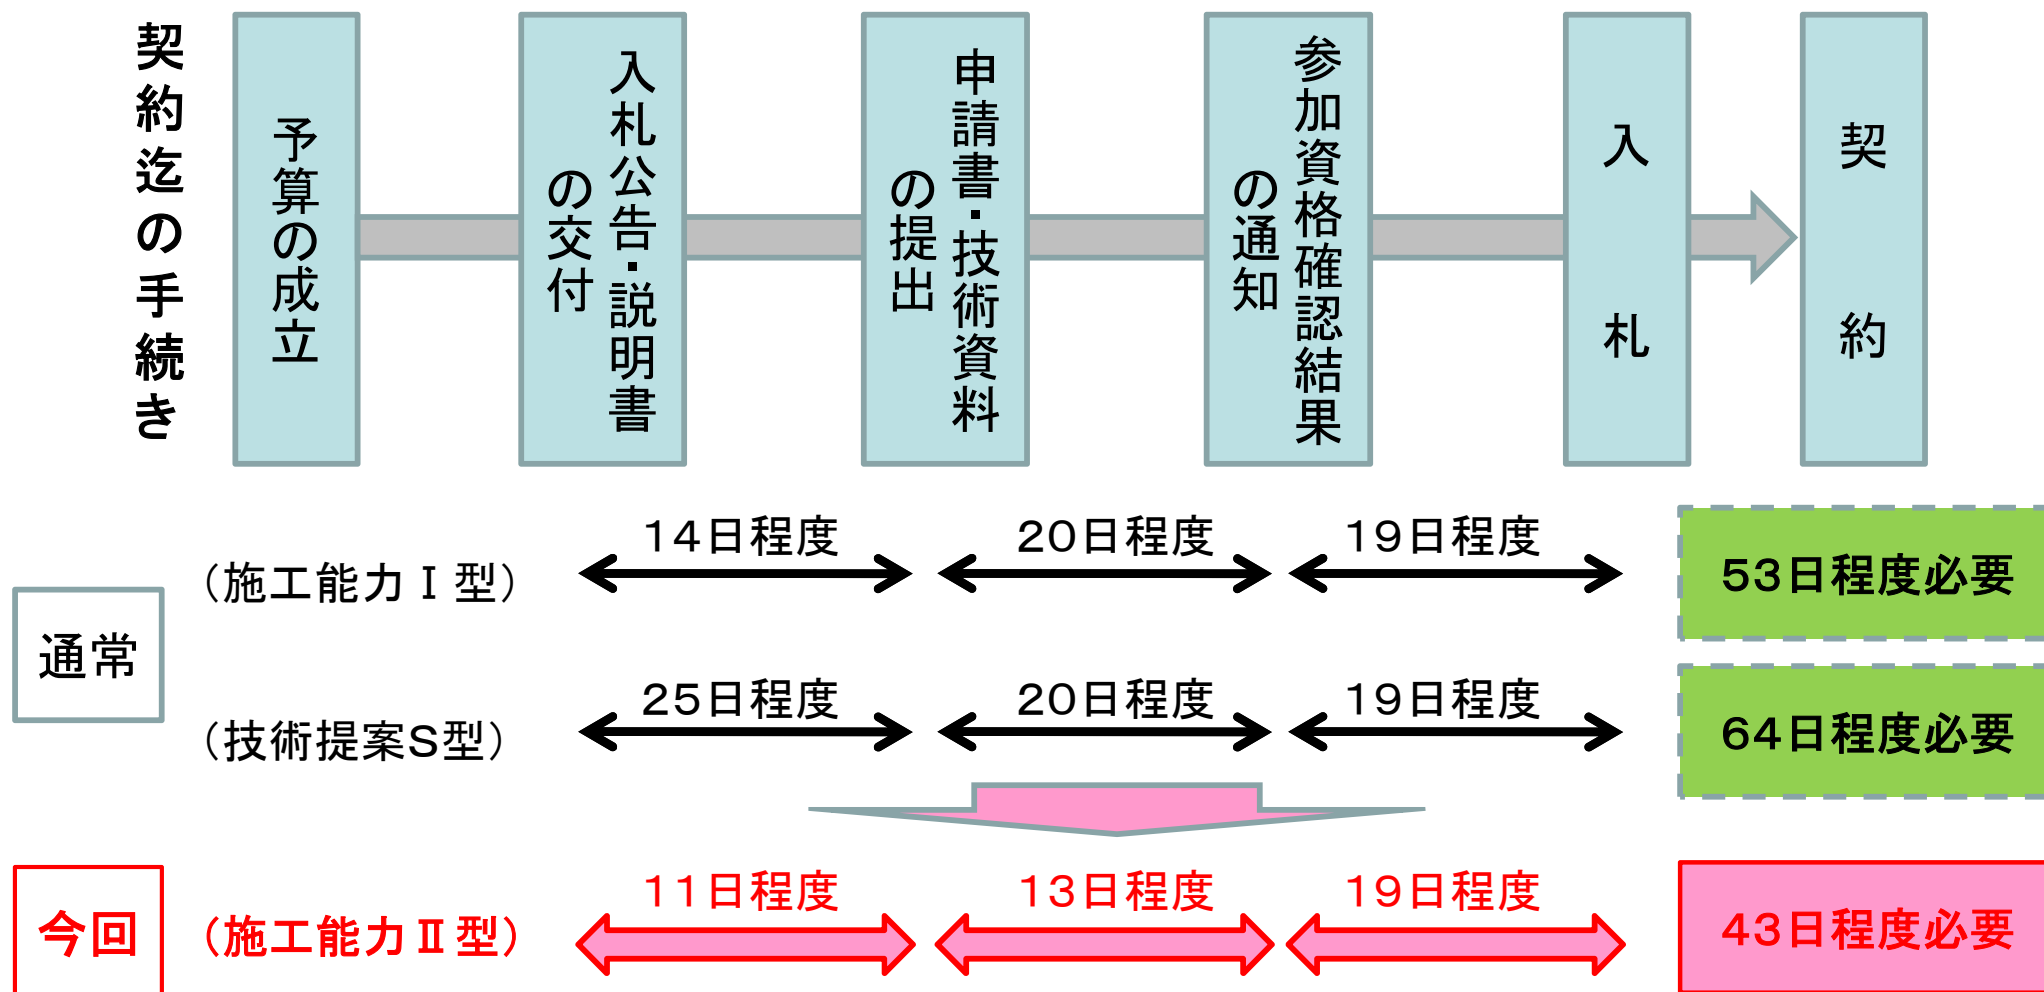 契約迄の手続き
予算の成立
入札公告・説明書
の交付
申請書・技術資料
の提出
参加資格確認結果
の通知
入札
契約
通常
（施工能力Ⅰ型）
14日程度
20日程度
19日程度
53日程度必要
（技術提案S型）
25日程度
20日程度
19日程度
64日程度必要
今回
（施工能力Ⅱ型）
11日程度
13日程度
19日程度
43日程度必要